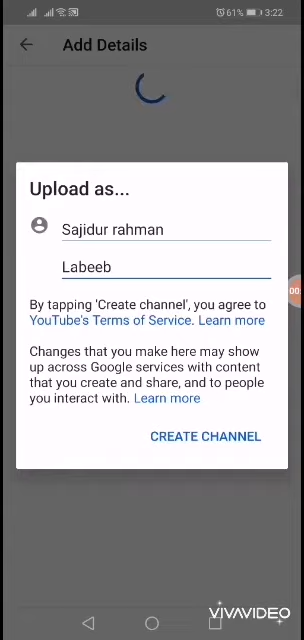 61% 3:22
Add Details
Upload as...
Sajidur rahman
Labeeb
By tapping 'Create channel', you agree to
YouTube's Terms of Service. Learn more
Changes that you make here may show
up across Google services with content
that you create and share, and to people
you interact with. Learn more
CREATE CHANNEL
VIVAVIDEO